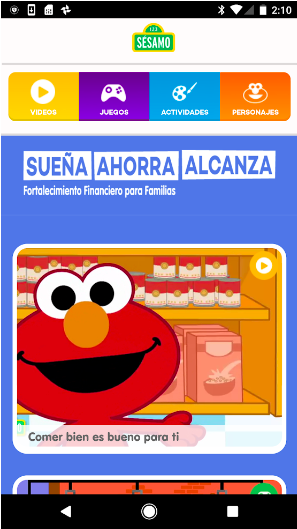 2:10
123
SÉSAMO
VIDEOS
JUEGOS
ACTIVIDADES
PERSONAJES
SUEÑA AHORRA ALCANZA
Fortalecimiento Financiero para Familias
Comer bien es bueno para ti